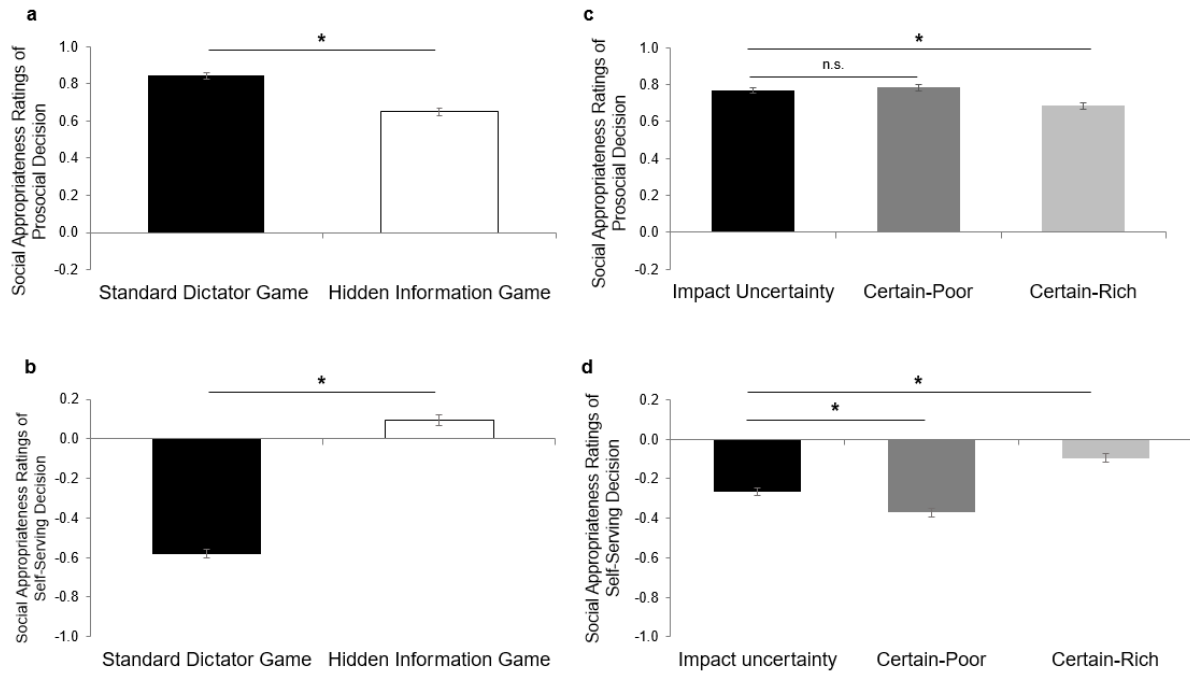 a
*
Social Appropriateness Ratings of
Prosocial Decision
1.0
0.8
0.6
0.4
0.2
0.0
-0.2
Standard Dictator Game
Hidden Information Game
c
*
n.s.
Social Appropriateness Ratings of
Prosocial Decision
1.0
0.8
0.6
0.4
0.2
0.0
-0.2
Impact Uncertainty
Certain-Poor
Certain-Rich
b
*
Social Appropriateness Ratings of
Self-Serving Decision
0.2
0.0
-0.2
-0.4
-0.6
-0.8
-1.0
Standard Dictator Game
Hidden Information Game
d
*
*
Social Appropriateness Ratings of
Self-Serving Decision
0.2
0.0
-0.2
-0.4
-0.6
-0.8
-1.0
Impact uncertainty
Certain-Poor
Certain-Rich